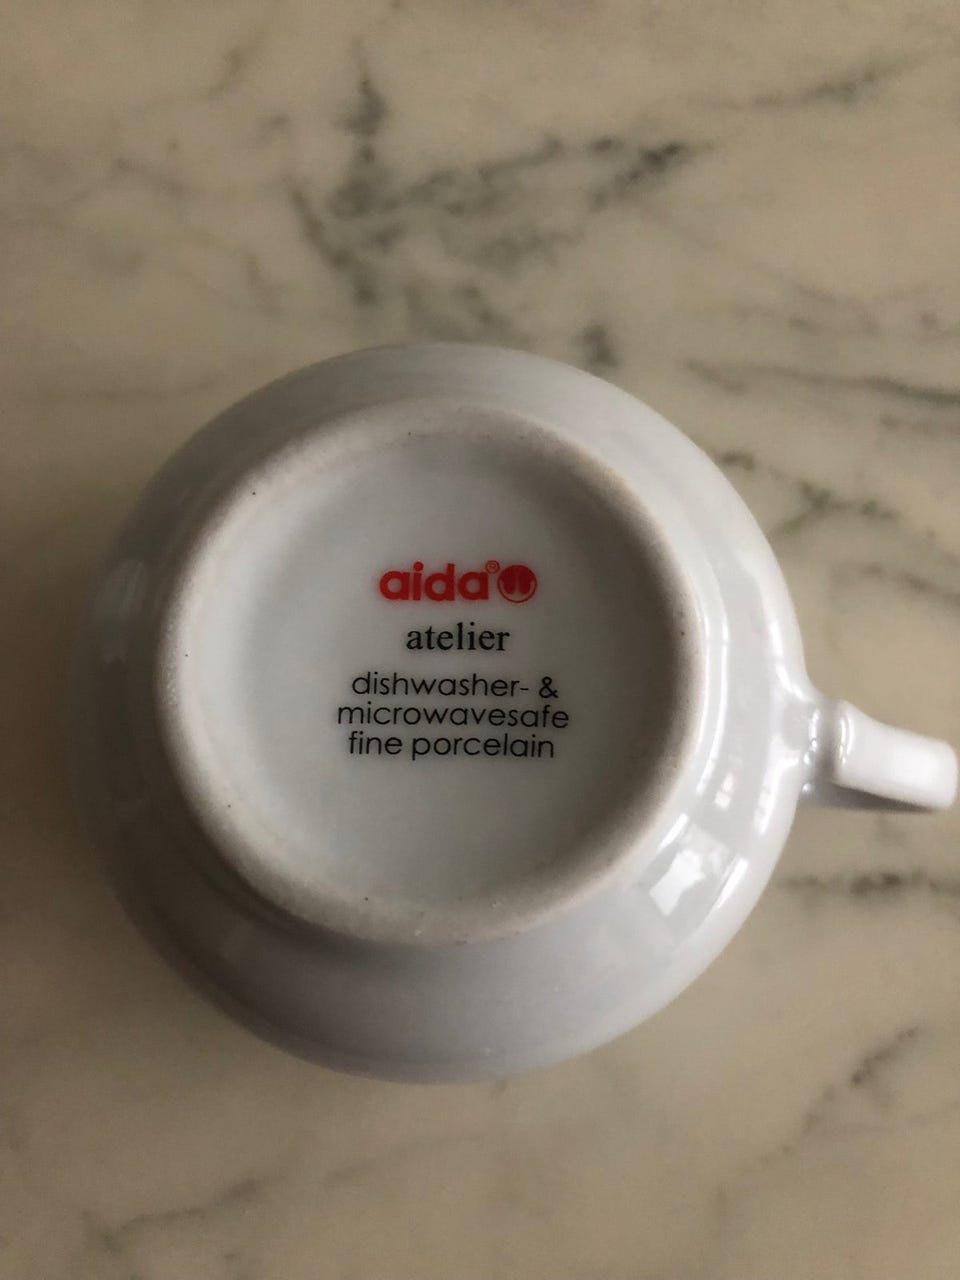 aida®
atelier
dishwasher- &
microwavesafe
fine porcelain